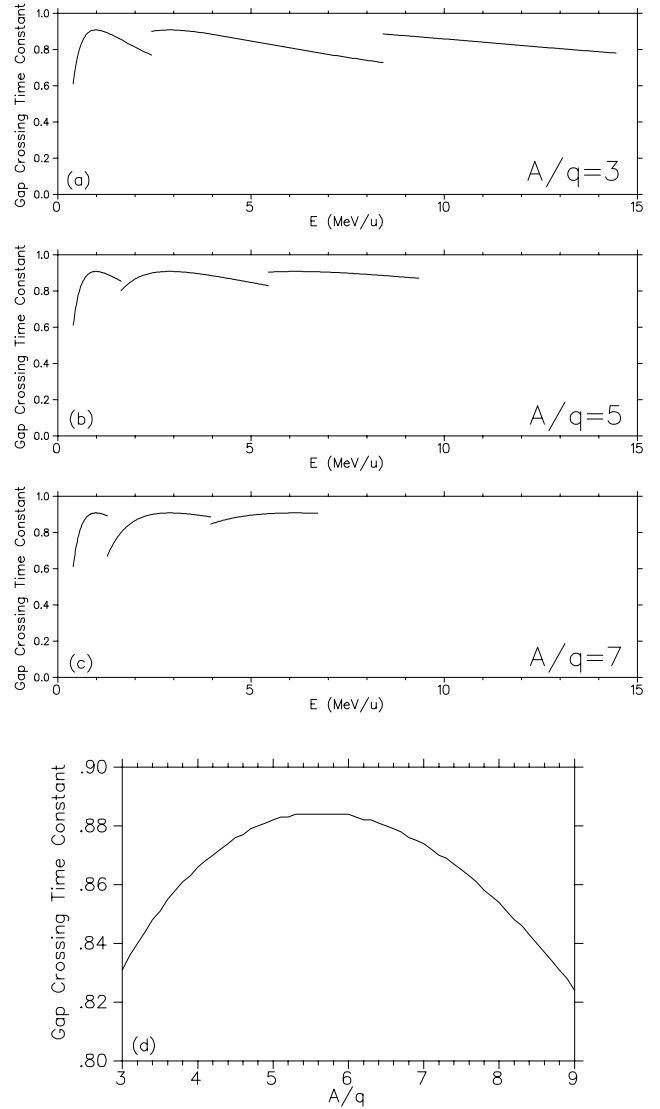 Gap Crossing Time Constant
1.0
0.8
0.6
0.4
0.2
0.0
(a)
A/q=3
0 5 10 15
E (MeV/u)
Gap Crossing Time Constant
1.0
0.8
0.6
0.4
0.2
0.0
(b)
A/q=5
0 5 10 15
E (MeV/u)
Gap Crossing Time Constant
1.0
0.8
0.6
0.4
0.2
0.0
(c)
A/q=7
0 5 10 15
E (MeV/u)
Gap Crossing Time Constant
.90
.88
.86
.84
.82
.80
(d)
3 4 5 6 7 8 9
A/q